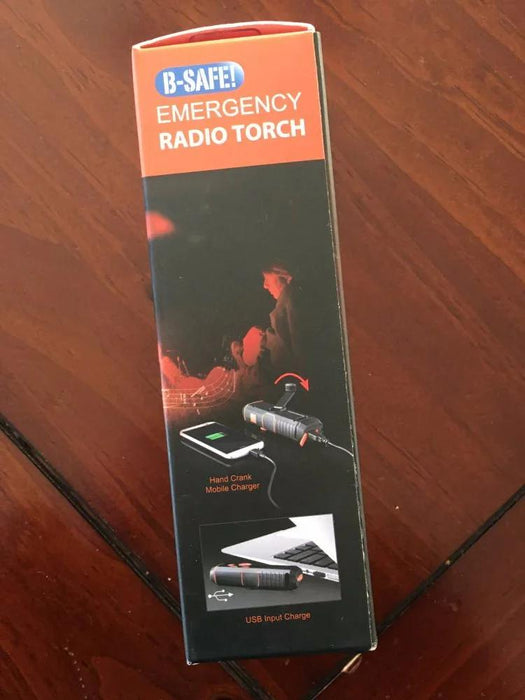 B-SAFE!
EMERGENCY
RADIO TORCH
Hand Crank
Mobile Charger
USB Input Charge